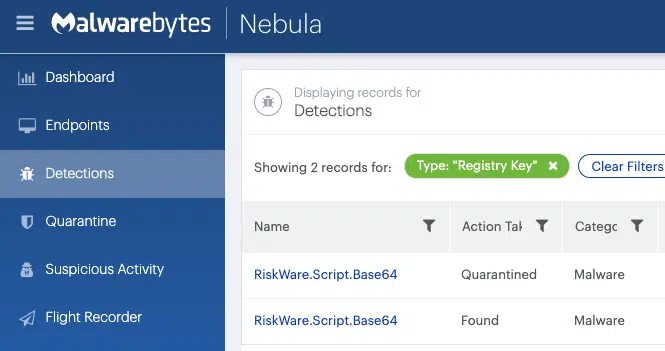 Malwarebytes | Nebula
Dashboard
Endpoints
Detections
Quarantine
Suspicious Activity
Flight Recorder
Displaying records for
Detections
Showing 2 records for: Type: "Registry Key" × Clear Filters
Name Action Tak Categc
RiskWare.Script.Base64 Quarantined Malware
RiskWare.Script.Base64 Found Malware